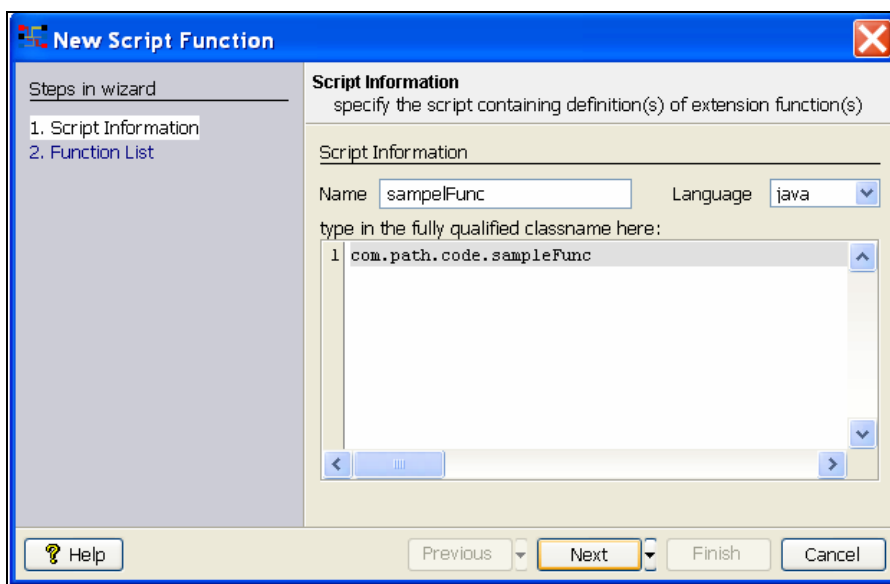 New Script Function
Steps in wizard
1. Script Information
2. Function List
Script Information
specify the script containing definition(s) of extension function(s)
Script Information
Name sampelFunc Language java
type in the fully qualified classname here:
1 com.path.code.sampleFunc
? Help Previous Next Finish Cancel